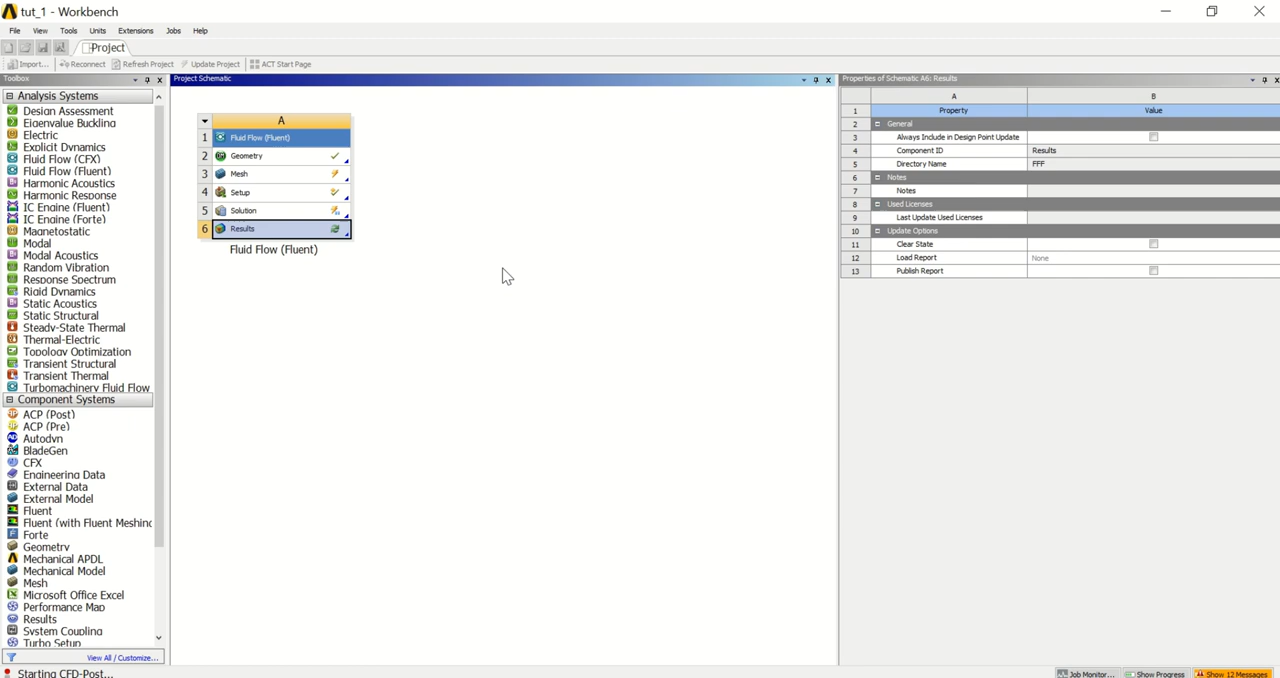 tut_1 - Workbench
File View Tools Units Extensions Jobs Help
Project
Import... Reconnect Refresh Project Update Project ACT Start Page
Toolbox
Analysis Systems
Design Assessment
Eigenvalue Buckling
Electric
Explicit Dynamics
Fluid Flow (CFX)
Fluid Flow (Fluent)
Harmonic Acoustics
Harmonic Response
IC Engine (Fluent)
IC Engine (Forte)
Magnetostatic
Modal
Modal Acoustics
Random Vibration
Response Spectrum
Rigid Dynamics
Static Acoustics
Static Structural
Steady-State Thermal
Thermal-Electric
Topology Optimization
Transient Structural
Transient Thermal
Turbomachinery Fluid Flow
Component Systems
ACP (Post)
ACP (Pre)
Autodyn
BladeGen
CFX
Engineering Data
External Data
External Model
Fluent
Fluent (with Fluent Meshing
Forte
Geometry
Mechanical APDL
Mechanical Model
Mesh
Microsoft Office Excel
Performance Map
Results
System Coupling
Turbo Setup
View All / Customize...
Project Schematic
A
1 Fluid Flow (Fluent)
2 Geometry
3 Mesh
4 Setup
5 Solution
6 Results
Fluid Flow (Fluent)
Properties of Schematic A6: Results
A B
1 Property Value
2 General
3 Always Include in Design Point Update
4 Component ID Results
5 Directory Name FFF
6 Notes
7 Notes
8 Used Licenses
9 Last Update Used Licenses
10 Update Options
11 Clear State
12 Load Report None
13 Publish Report
Starting CFD-Post...
Job Monitor... Show Progress Show 12 Messages